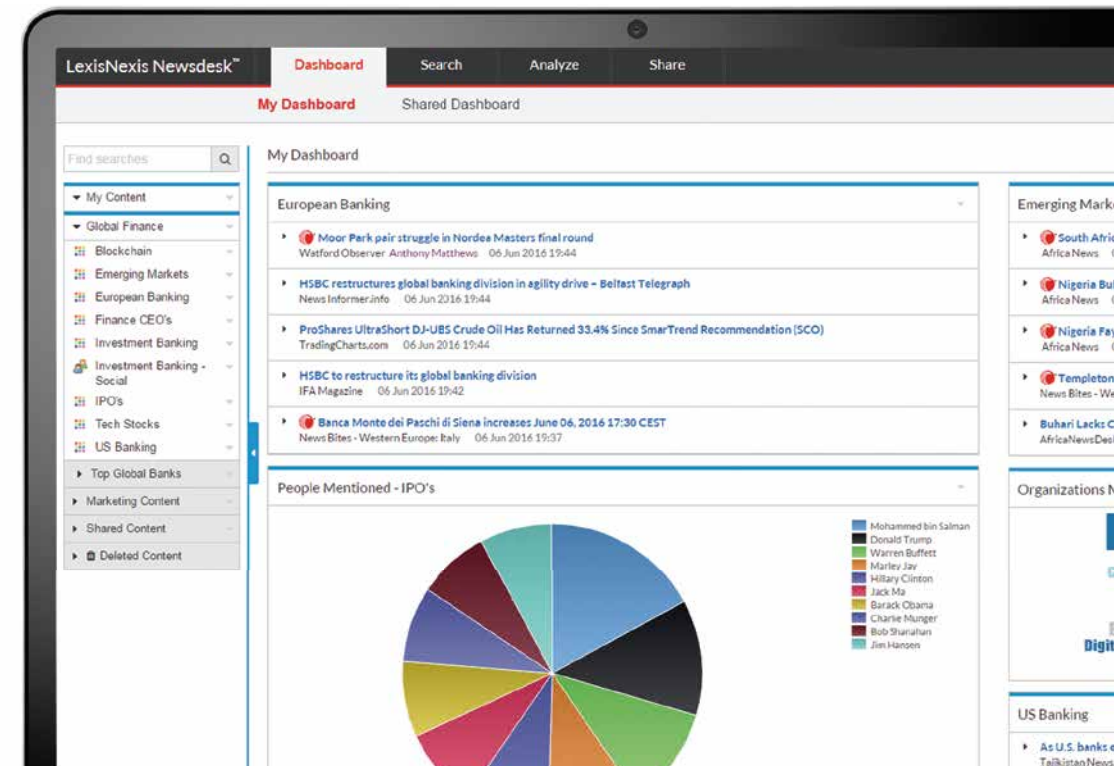 LexisNexis Newsdesk™
Dashboard
Search
Analyze
Share
My Dashboard
Shared Dashboard
Find searches
My Content
Global Finance
Blockchain
Emerging Markets
European Banking
Finance CEO's
Investment Banking
Investment Banking -
Social
IPO's
Tech Stocks
US Banking
Top Global Banks
Marketing Content
Shared Content
Deleted Content
My Dashboard
European Banking
Moor Park pair struggle in Nordea Masters final round
Watford Observer Anthony Matthews 06 Jun 2016 19:44
HSBC restructures global banking division in agility drive – Belfast Telegraph
News Informer.info 06 Jun 2016 19:44
ProShares UltraShort DJ-UBS Crude Oil Has Returned 33.4% Since SmarTrend Recommendation (SCO)
TradingCharts.com 06 Jun 2016 19:44
HSBC to restructure its global banking division
IFA Magazine 06 Jun 2016 19:42
Banca Monte dei Paschi di Siena increases June 06, 2016 17:30 CEST
News Bites - Western Europe: Italy 06 Jun 2016 19:37
People Mentioned - IPO's
Mohammed bin Salman
Donald Trump
Warren Buffett
Marley Jay
Hillary Clinton
Jack Ma
Barack Obama
Charlie Munger
Bob Shanahan
Jim Hansen
Emerging Mark
South Afric
Africa News
Nigeria Bu
Africa News
Nigeria Fay
Africa News
Templeton
News Bites - We
Buhari Lacks C
AfricaNewsDes
Organizations
Digit
US Banking
As U.S. banks
Tajikistan News